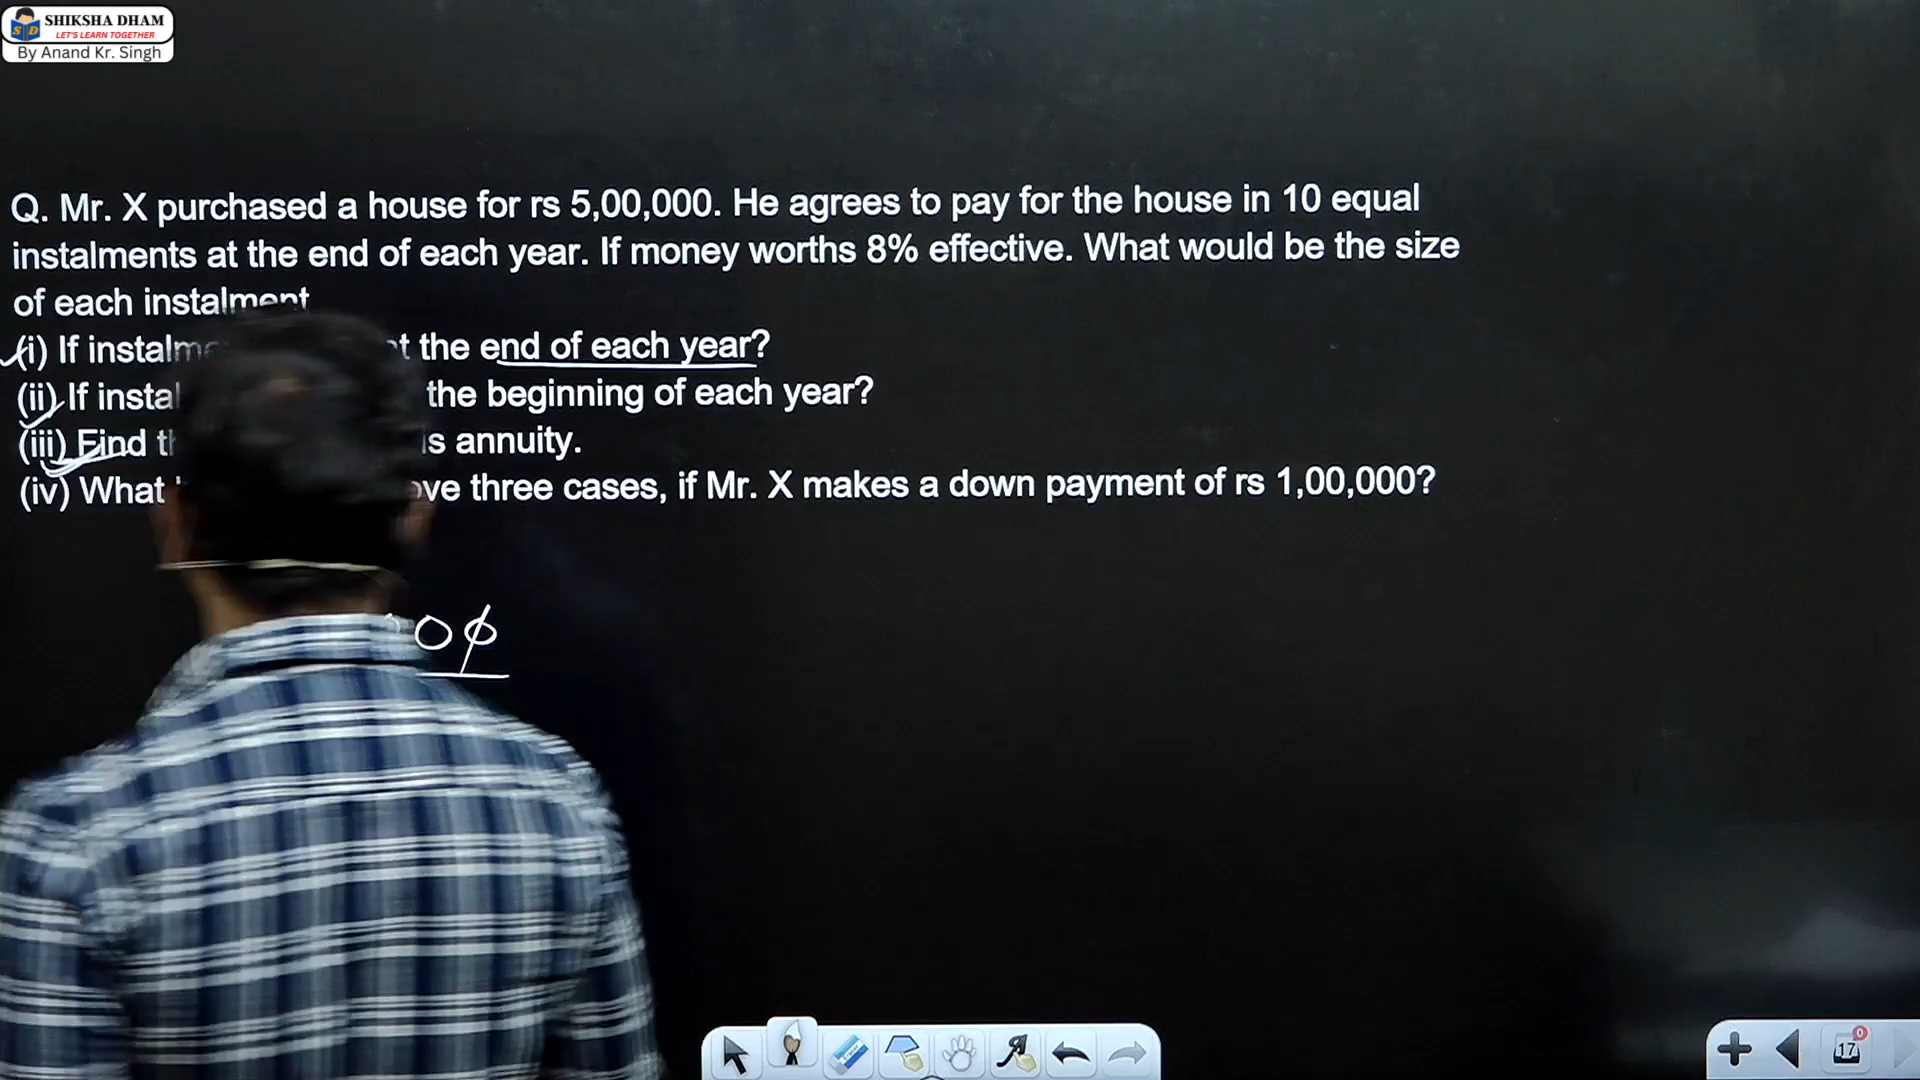 SHIKSHA DHAM
LET'S LEARN TOGETHER
By Anand Kr. Singh
Q. Mr. X purchased a house for rs 5,00,000. He agrees to pay for the house in 10 equal
instalments at the end of each year. If money worths 8% effective. What would be the size
of each instalment
(i) If the end of each year?
(ii) If the beginning of each year?
(iii) Find annuity.
(iv) What three cases, if Mr. X makes a down payment of rs 1,00,000?
17